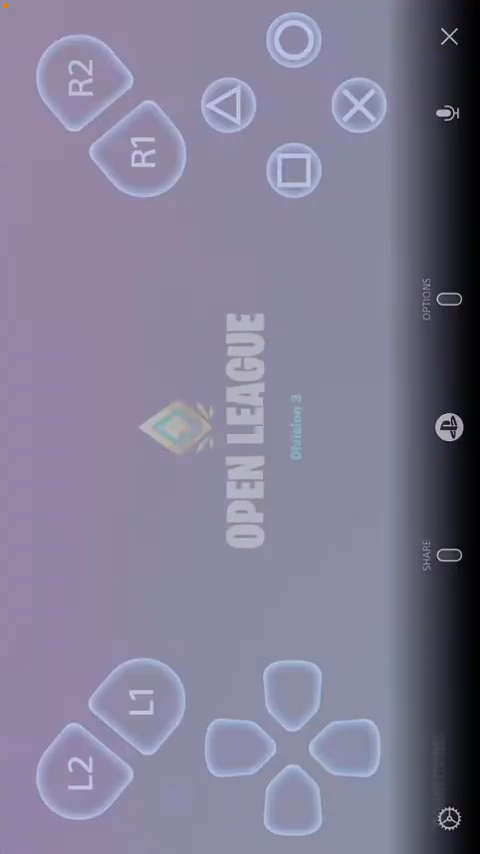 L2
L1
R2
R1
OPEN LEAGUE
Division 3
SHARE
OPTIONS